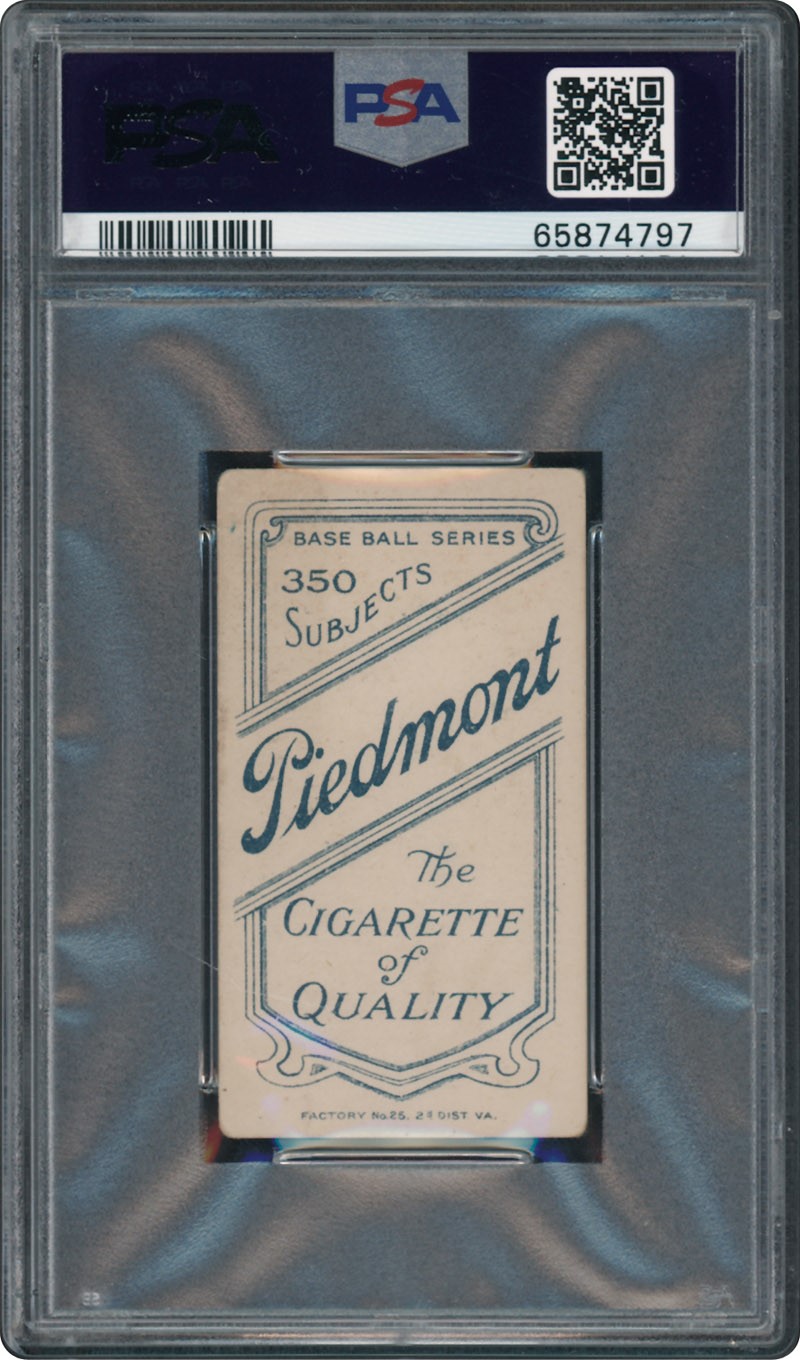 PSA
PSA
65874797
BASE BALL SERIES
350
SUBJECTS
Piedmont
The
CIGARETTE
of
QUALITY
FACTORY No.25, 2d DIST. VA.